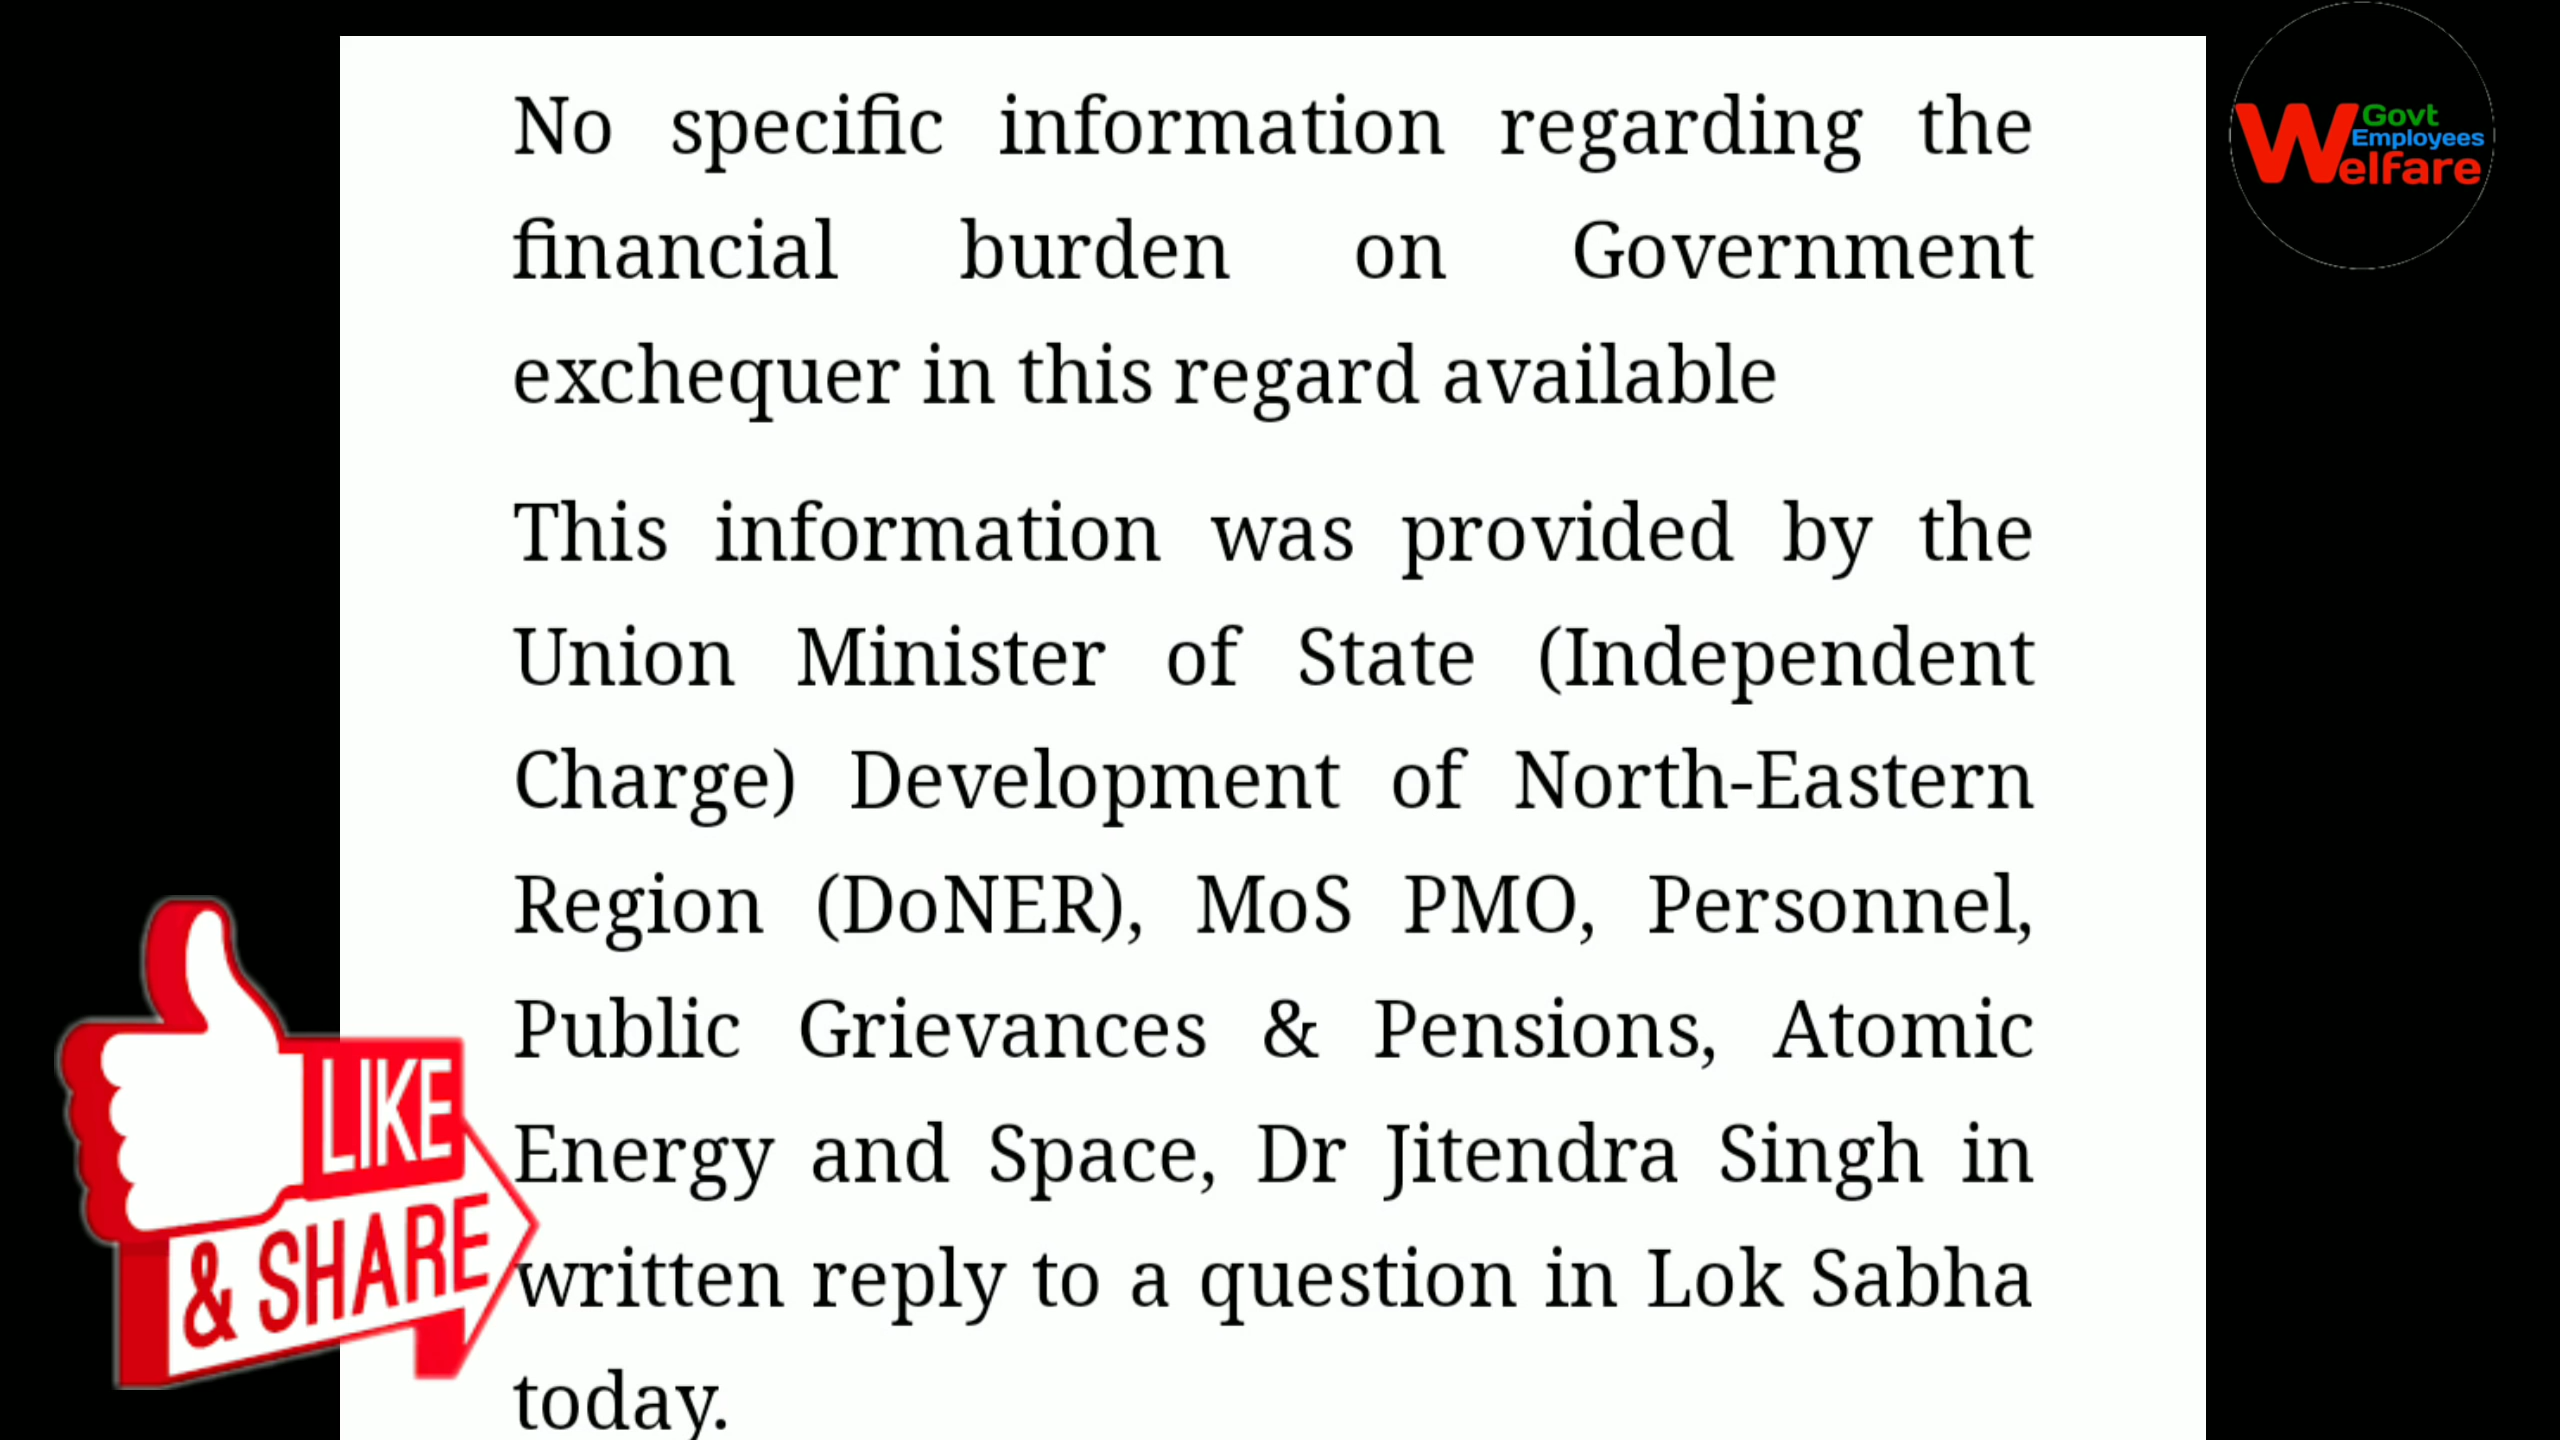 No specific information regarding the
financial burden on Government
exchequer in this regard available
This information was provided by the
Union Minister of State (Independent
Charge) Development of North-Eastern
Region (DoNER), MoS PMO, Personnel,
Public Grievances & Pensions, Atomic
Energy and Space, Dr Jitendra Singh in
written reply to a question in Lok Sabha
today.
Govt
Employees
Welfare
LIKE
& SHARE